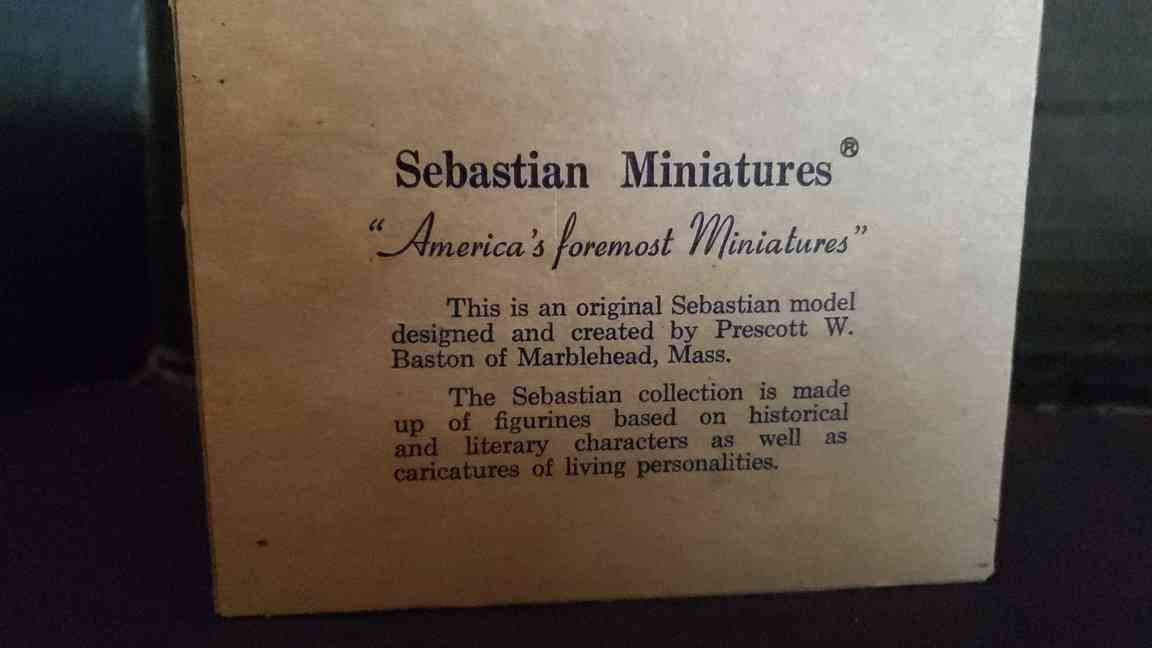 Sebastian Miniatures®
“America's foremost Miniatures”
This is an original Sebastian model
designed and created by Prescott W.
Baston of Marblehead, Mass.
The Sebastian collection is made
up of figurines based on historical
and literary characters as well as
caricatures of living personalities.